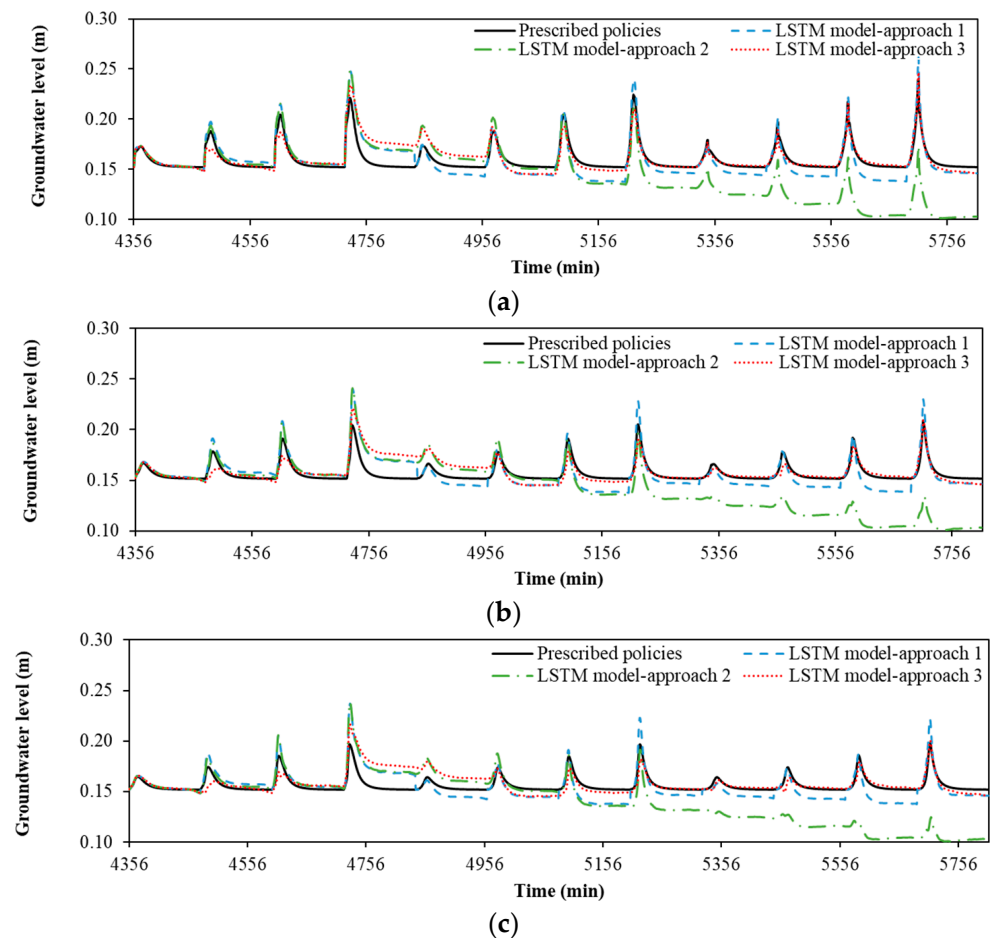 Groundwater level (m)
0.30
0.25
0.20
0.15
0.10
Prescribed policies
LSTM model-approach 1
LSTM model-approach 2
LSTM model-approach 3
4356 4556 4756 4956 5156 5356 5556 5756
Time (min)
(a)
Groundwater level (m)
0.30
0.25
0.20
0.15
0.10
Prescribed policies
LSTM model-approach 1
LSTM model-approach 2
LSTM model-approach 3
4356 4556 4756 4956 5156 5356 5556 5756
Time (min)
(b)
Groundwater level (m)
0.30
0.25
0.20
0.15
0.10
Prescribed policies
LSTM model-approach 1
LSTM model-approach 2
LSTM model-approach 3
4356 4556 4756 4956 5156 5356 5556 5756
Time (min)
(c)